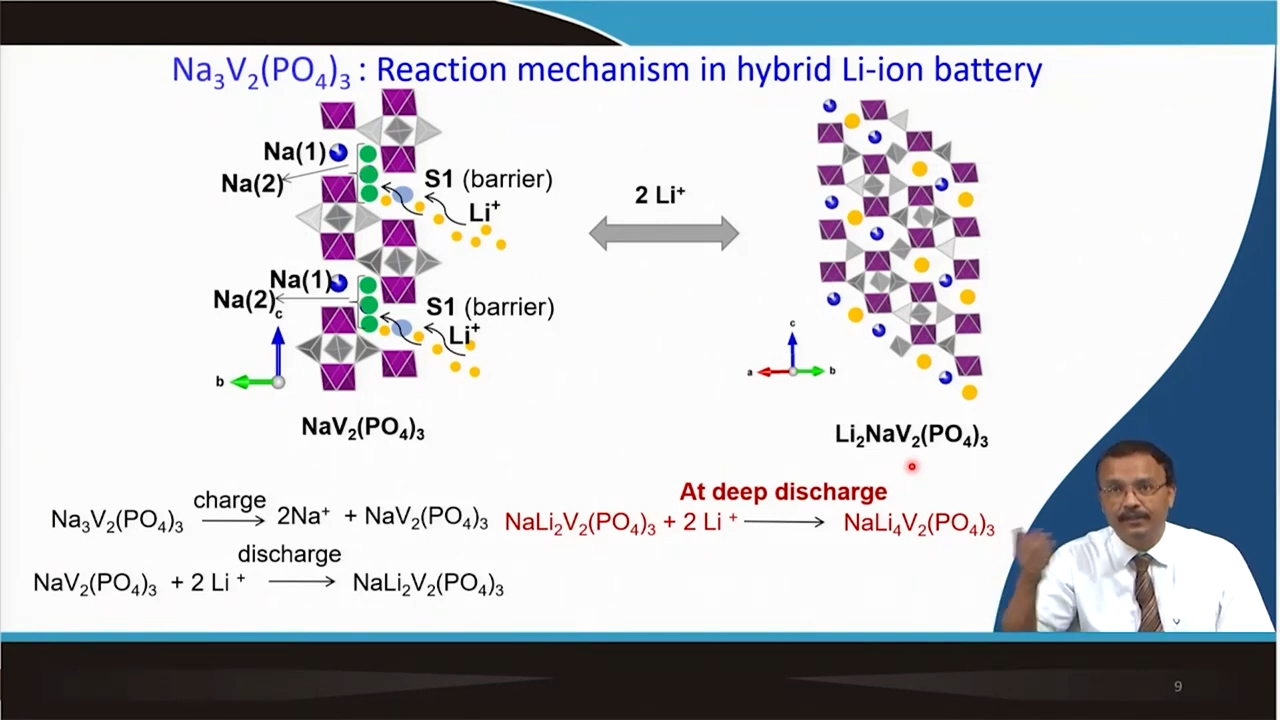 Na₃V₂(PO₄)₃ : Reaction mechanism in hybrid Li-ion battery
Na(1)
Na(2)
S1 (barrier)
Li⁺
Na(1)
Na(2)
S1 (barrier)
Li⁺
c
b
NaV₂(PO₄)₃
2 Li⁺
c
a
b
Li₂NaV₂(PO₄)₃
Na₃V₂(PO₄)₃ charge → 2Na⁺ + NaV₂(PO₄)₃
NaV₂(PO₄)₃ + 2 Li⁺ discharge → NaLi₂V₂(PO₄)₃
At deep discharge
NaLi₂V₂(PO₄)₃ + 2 Li⁺ → NaLi₄V₂(PO₄)₃
9